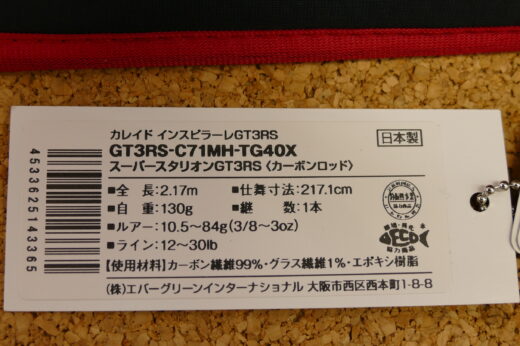 カレイド インスピラーレGT3RS
GT3RS-C71MH-TG40X
スーパースタリオンGT3RS〈カーボンロッド〉
日本製
■全 長:2.17m ■仕舞寸法:217.1cm
■自 重:130g ■継 数:1本
■ルアー:10.5〜84g(3/8〜3oz)
■ライン:12〜30lb
【使用材料】カーボン繊維99%・グラス繊維1%・エポキシ樹脂
(株)エバーグリーンインターナショナル 大阪市西区西本町1-8-8
4533625143365
ECO
協力商品